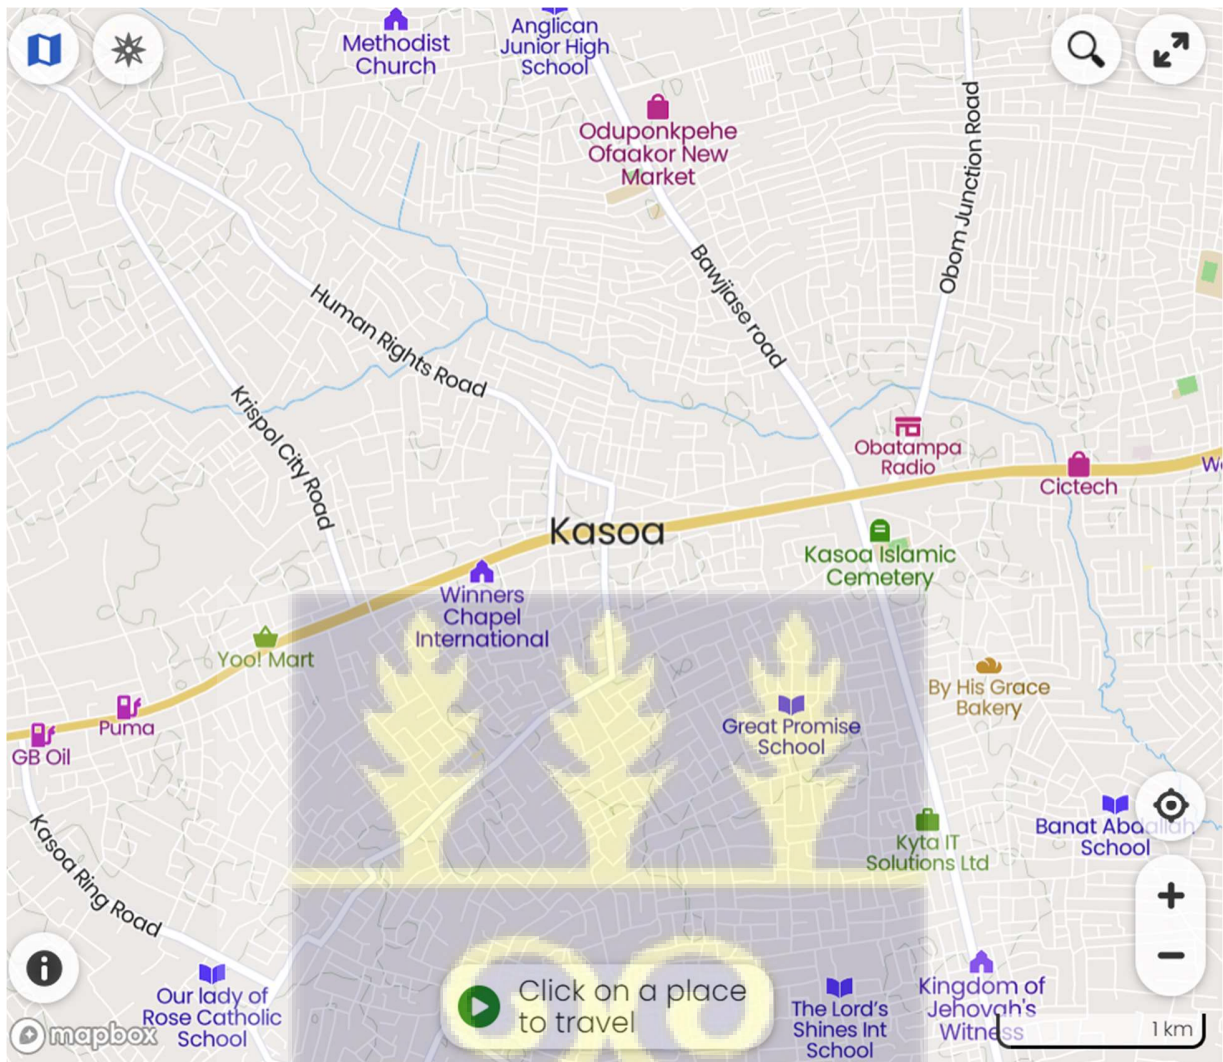 Methodist
Church
Anglican
Junior High
School
Oduponkpehe
Ofaakor New
Market
Obom Junction Road
Bawjiase road
Human Rights Road
Krispol City Road
Obatampa
Radio
Cictech
We
Kasoa
Kasoa Islamic
Cemetery
Winners
Chapel
International
Yoo! Mart
By His Grace
Bakery
Puma
Great Promise
School
GB Oil
Banat Abdallah
School
Kyta IT
Solutions Ltd
Kasoa Ring Road
Our lady of
Rose Catholic
School
Click on a place
to travel
The Lord's
Shines Int
School
Kingdom of
Jehovah's
Witness
1 km
mapbox